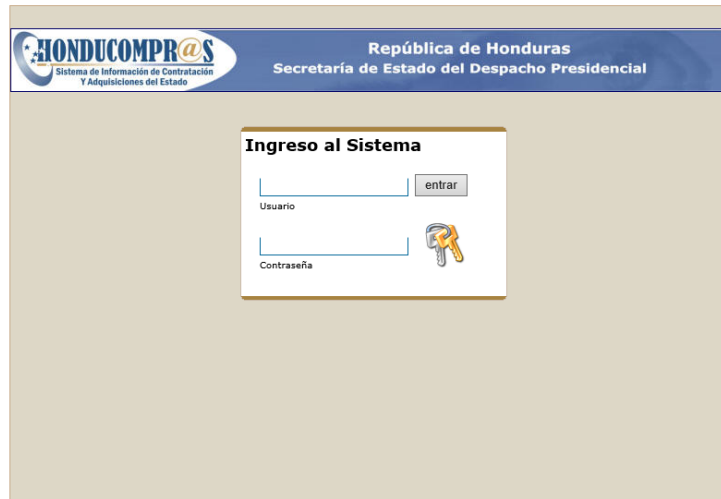 HONDUCOMPR@S
Sistema de Información de Contratación
Y Adquisiciones del Estado
República de Honduras
Secretaría de Estado del Despacho Presidencial
Ingreso al Sistema
entrar
Usuario
Contraseña